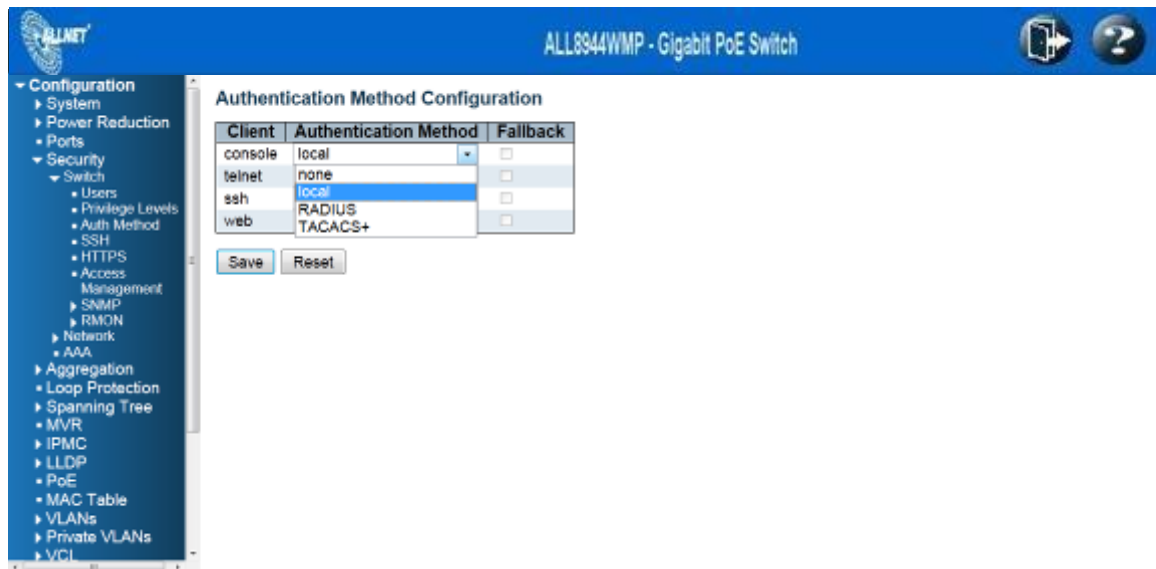 ALLNET
ALL8944WMP - Gigabit PoE Switch
?
Configuration
System
Power Reduction
Ports
Security
Switch
Users
Privilege Levels
Auth Method
SSH
HTTPS
Access
Management
SNMP
RMON
Network
AAA
Aggregation
Loop Protection
Spanning Tree
MVR
IPMC
LLDP
PoE
MAC Table
VLANs
Private VLANs
VCL
Authentication Method Configuration
Client Authentication Method Fallback
console local
telnet none
local
ssh RADIUS
web TACACS+
Save Reset